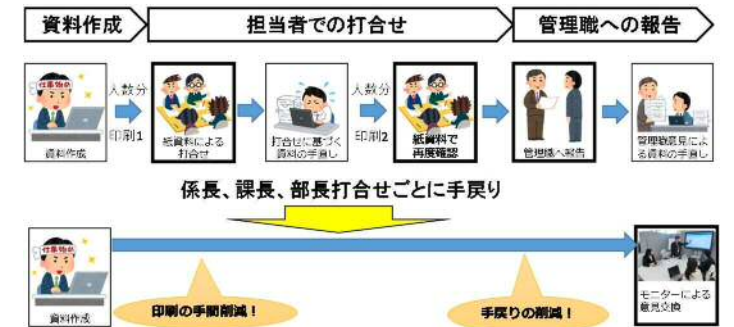 資料作成
担当者での打合せ
管理職への報告
仕事始め
資料作成
人数分
印刷1
紙資料による
打合せ
打合せに基づく
資料の手直し
人数分
印刷2
紙資料で
再度確認
管理職へ報告
管理職意見によ
る資料の手直し
係長、課長、部長打合せごとに手戻り
仕事始め
資料作成
印刷の手間削減！
手戻りの削減！
モニターによる
意見交換